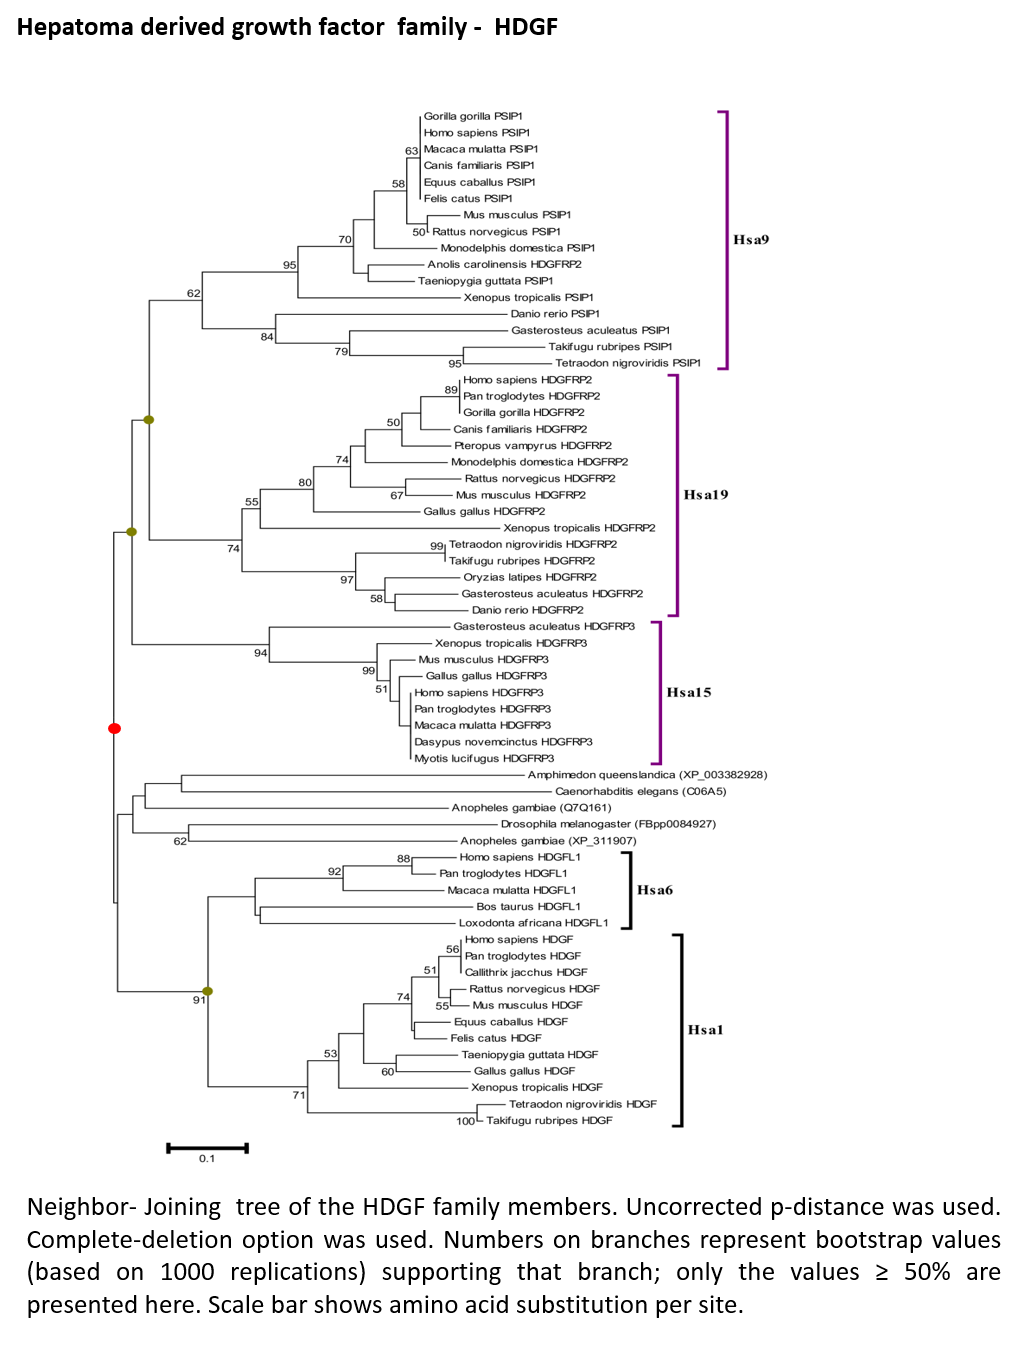 Hepatoma derived growth factor  family -  HDGF
Gorilla gorilla PSIP1
Homo sapiens PSIP1
63
Macaca mulatta PSIP1
Canis familiaris PSIP1
58
Equus caballus PSIP1
Felis catus PSIP1
Mus musculus PSIP1
50
Rattus norvegicus PSIP1
70
Hsa9
Monodelphis domestica PSIP1
95
Anolis carolinensis HDGFRP2
Taeniopygia guttata PSIP1
62
Xenopus tropicalis PSIP1
Danio rerio PSIP1
84
Gasterosteus aculeatus PSIP1
79
Takifugu rubripes PSIP1
95
Tetraodon nigroviridis PSIP1
Homo sapiens HDGFRP2
89
Pan troglodytes HDGFRP2
Gorilla gorilla HDGFRP2
50
Canis familiaris HDGFRP2
Pteropus vampyrus HDGFRP2
74
Monodelphis domestica HDGFRP2
80
Rattus norvegicus HDGFRP2
67
Mus musculus HDGFRP2
Hsa19
55
Gallus gallus HDGFRP2
Xenopus tropicalis HDGFRP2
74
99
Tetraodon nigroviridis HDGFRP2
Takifugu rubripes HDGFRP2
97
Oryzias latipes HDGFRP2
58
Gasterosteus aculeatus HDGFRP2
Danio rerio HDGFRP2
Gasterosteus aculeatus HDGFRP3
94
Xenopus tropicalis HDGFRP3
99
Mus musculus HDGFRP3
51
Gallus gallus HDGFRP3
Homo sapiens HDGFRP3
Hsa15
Pan troglodytes HDGFRP3
Macaca mulatta HDGFRP3
Dasypus novemcinctus HDGFRP3
Myotis lucifugus HDGFRP3
Amphimedon queenslandica (XP_003382928)
Caenorhabditis elegans (C06A5)
Anopheles gambiae (Q7Q161)
Drosophila melanogaster (FBpp0084927)
62
Anopheles gambiae (XP_311907)
88
Homo sapiens HDGFL1
92
Pan troglodytes HDGFL1
Macaca mulatta HDGFL1
Hsa6
Bos taurus HDGFL1
Loxodonta africana HDGFL1
Homo sapiens HDGF
56
Pan troglodytes HDGF
51
Callithrix jacchus HDGF
Rattus norvegicus HDGF
74
91
55
Mus musculus HDGF
Equus caballus HDGF
Hsa1
Felis catus HDGF
53
Taeniopygia guttata HDGF
60
Gallus gallus HDGF
Xenopus tropicalis HDGF
71
Tetraodon nigroviridis HDGF
100
Takifugu rubripes HDGF
0.1
Neighbor- Joining  tree of the HDGF family members. Uncorrected p-distance was used.
Complete-deletion option was used. Numbers on branches represent bootstrap values
(based on 1000 replications) supporting that branch; only the values ≥ 50% are
presented here. Scale bar shows amino acid substitution per site.